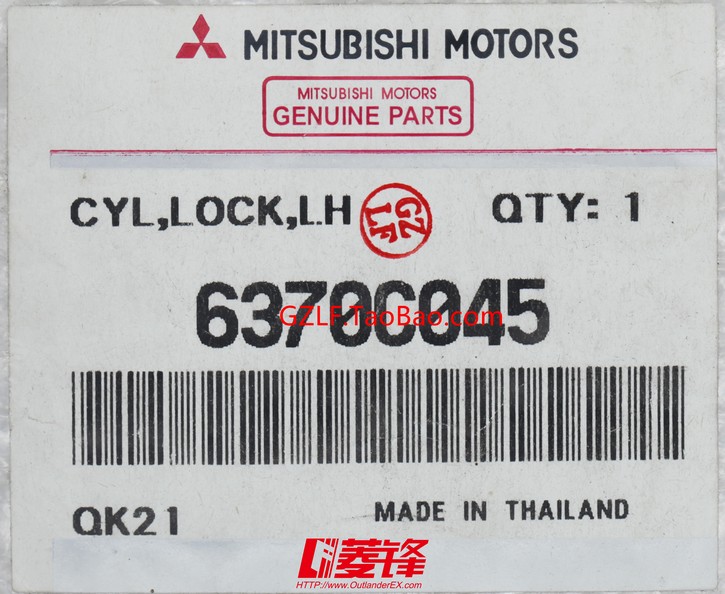 MITSUBISHI MOTORS
MITSUBISHI MOTORS
GENUINE PARTS
CYL,LOCK,LH
GZ
LF
QTY: 1
6370C045
GZLF.TaoBao.com
QK21
MADE IN THAILAND
菱锋
HTTP://www.OutlanderEX.com